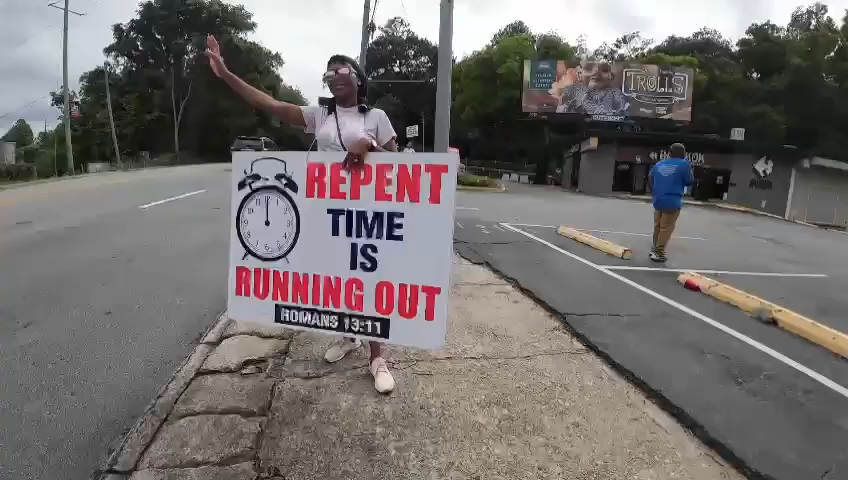 REPENT
TIME
IS
RUNNING OUT
ROMANS 13:11
TROLLS